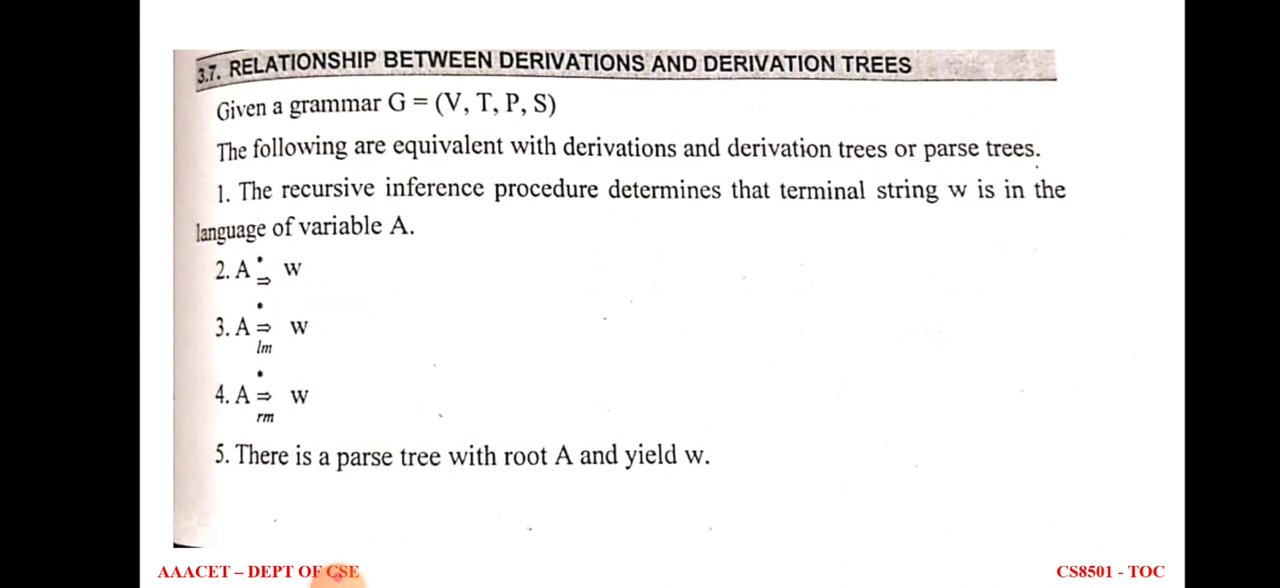 3.7. RELATIONSHIP BETWEEN DERIVATIONS AND DERIVATION TREES
Given a grammar G = (V, T, P, S)
The following are equivalent with derivations and derivation trees or parse trees.
1. The recursive inference procedure determines that terminal string w is in the
language of variable A.
2. A *⇒ w
*
3. A ⇒ w
lm
*
4. A ⇒ w
rm
5. There is a parse tree with root A and yield w.
AAACET – DEPT OF CSE
CS8501 - TOC